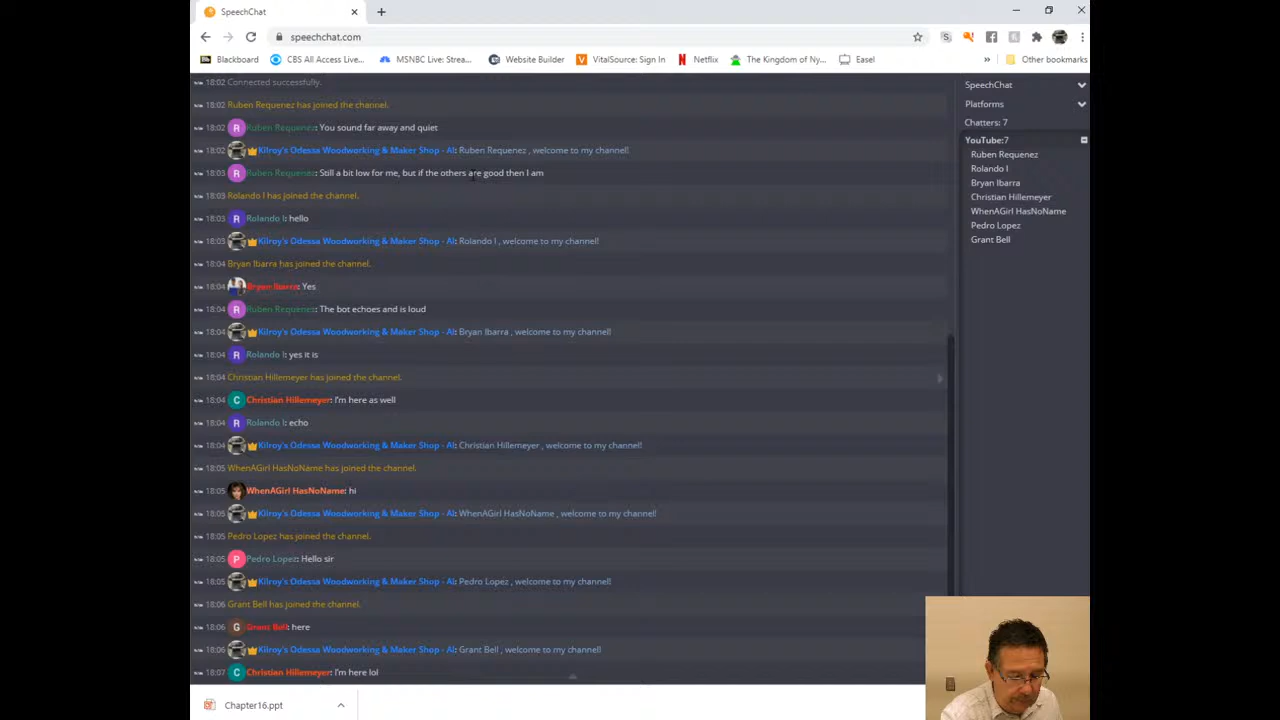 SpeechChat
speechchat.com
Blackboard CBS All Access Live... MSNBC Live: Strea... Website Builder VitalSource: Sign In Netflix The Kingdom of Ny... Easel » Other bookmarks
18:02 Connected successfully.
18:02 Ruben Requenez has joined the channel.
18:02 R Ruben Requenez: You sound far away and quiet
18:02 Kilroy's Odessa Woodworking & Maker Shop - Al: Ruben Requenez , welcome to my channel!
18:03 R Ruben Requenez: Still a bit low for me, but if the others are good then I am
18:03 Rolando I has joined the channel.
18:03 R Rolando I: hello
18:03 Kilroy's Odessa Woodworking & Maker Shop - Al: Rolando I , welcome to my channel!
18:04 Bryan Ibarra has joined the channel.
18:04 Bryan Ibarra: Yes
18:04 R Ruben Requenez: The bot echoes and is loud
18:04 Kilroy's Odessa Woodworking & Maker Shop - Al: Bryan Ibarra , welcome to my channel!
18:04 R Rolando I: yes it is
18:04 Christian Hillemeyer has joined the channel.
18:04 C Christian Hillemeyer: I'm here as well
18:04 R Rolando I: echo
18:04 Kilroy's Odessa Woodworking & Maker Shop - Al: Christian Hillemeyer , welcome to my channel!
18:05 WhenAGirl HasNoName has joined the channel.
18:05 WhenAGirl HasNoName: hi
18:05 Kilroy's Odessa Woodworking & Maker Shop - Al: WhenAGirl HasNoName , welcome to my channel!
18:05 Pedro Lopez has joined the channel.
18:05 P Pedro Lopez: Hello sir
18:05 Kilroy's Odessa Woodworking & Maker Shop - Al: Pedro Lopez , welcome to my channel!
18:06 Grant Bell has joined the channel.
18:06 G Grant Bell: here
18:06 Kilroy's Odessa Woodworking & Maker Shop - Al: Grant Bell , welcome to my channel!
18:07 C Christian Hillemeyer: I'm here lol
SpeechChat
Platforms
Chatters: 7
YouTube:7
Ruben Requenez
Rolando I
Bryan Ibarra
Christian Hillemeyer
WhenAGirl HasNoName
Pedro Lopez
Grant Bell
Chapter16.ppt